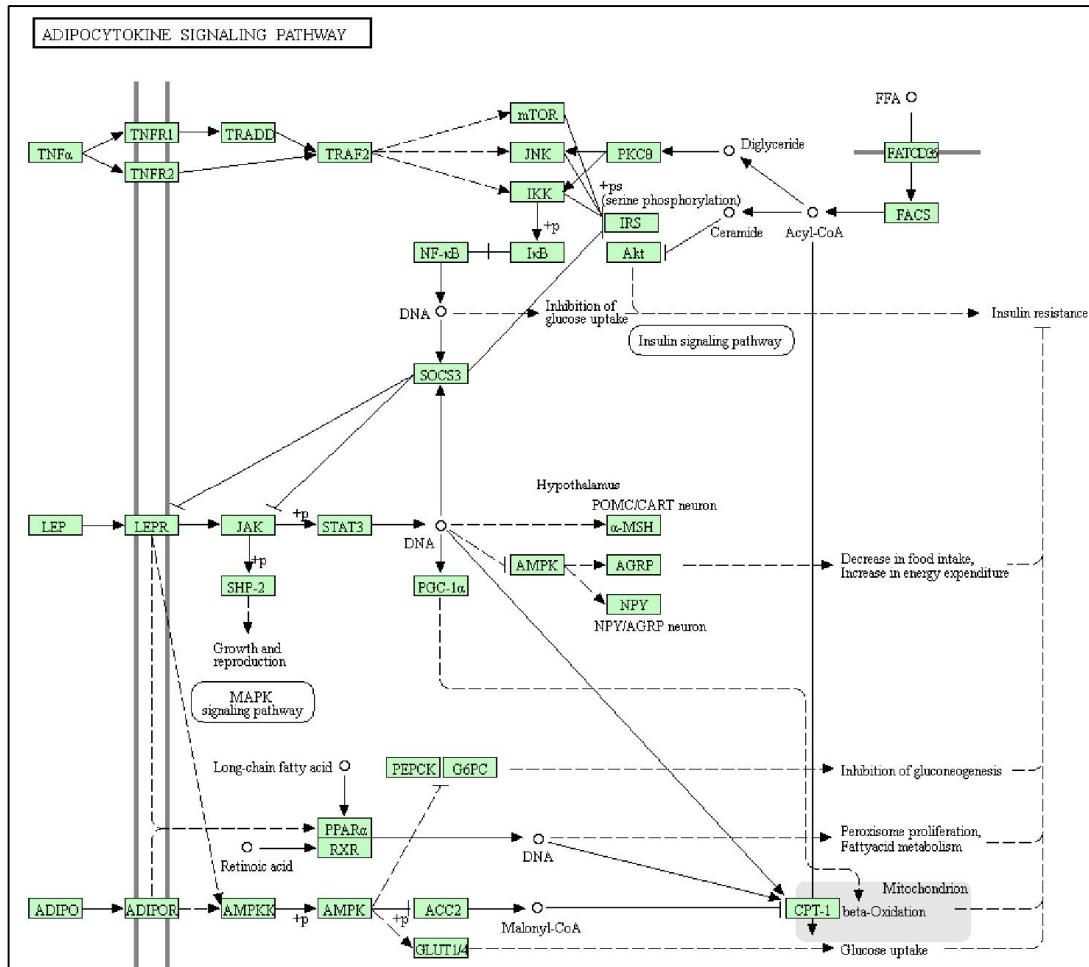 ADIPOCYTOKINE SIGNALING PATHWAY
FFA
TNFα
TNFR1
TRADD
TNFR2
TRAF2
mTOR
JNK
PKCθ
Diglyceride
FAT/CD36
IKK
+ps
(serine phosphorylation)
IRS
Ceramide
Acyl-CoA
FACS
+p
NF-κB
IκB
Akt
DNA
Inhibition of
glucose uptake
Insulin signaling pathway
Insulin resistance
SOCS3
Hypothalamus
POMC/CART neuron
LEP
LEPR
JAK
+p
STAT3
DNA
α-MSH
+p
SHP-2
PGC-1α
AMPK
AGRP
Decrease in food intake,
Increase in energy expenditure
NPY
NPY/AGRP neuron
Growth and
reproduction
MAPK
signaling pathway
Long-chain fatty acid
PEPCK
G6PC
Inhibition of gluconeogenesis
PPARα
RXR
Retinoic acid
DNA
Peroxisome proliferation,
Fattyacid metabolism
Mitochondrion
ADIPO
ADIPOR
AMPKK
+p
AMPK
+p
ACC2
Malonyl-CoA
CPT-1
beta-Oxidation
GLUT1/4
Glucose uptake